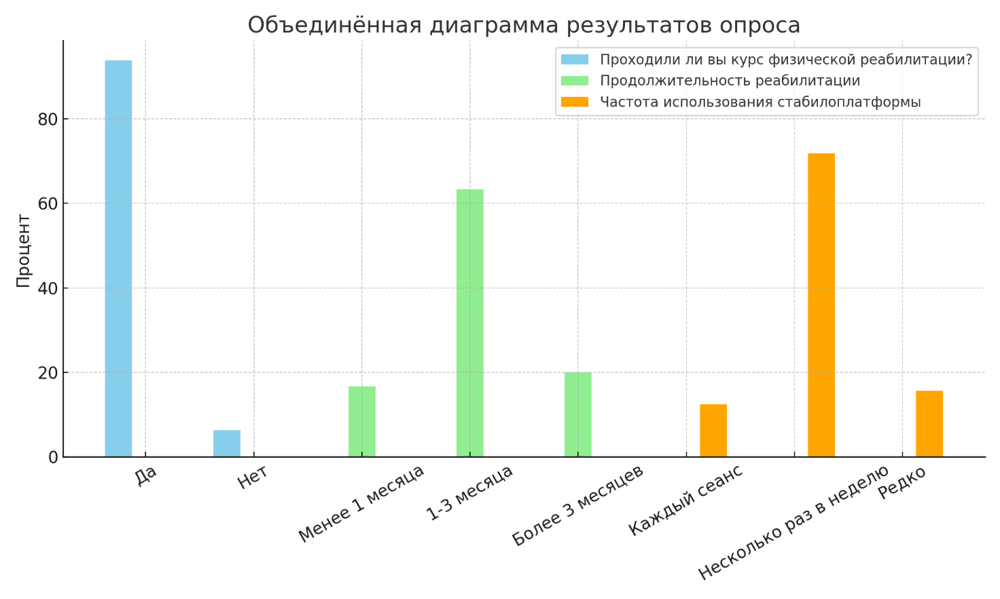 Объединённая диаграмма результатов опроса
Проходили ли вы курс физической реабилитации?
Продолжительность реабилитации
Частота использования стабилоплатформы
Процент
80
60
40
20
0
Да
Нет
Менее 1 месяца
1-3 месяца
Более 3 месяцев
Каждый сеанс
Несколько раз в неделю
Редко